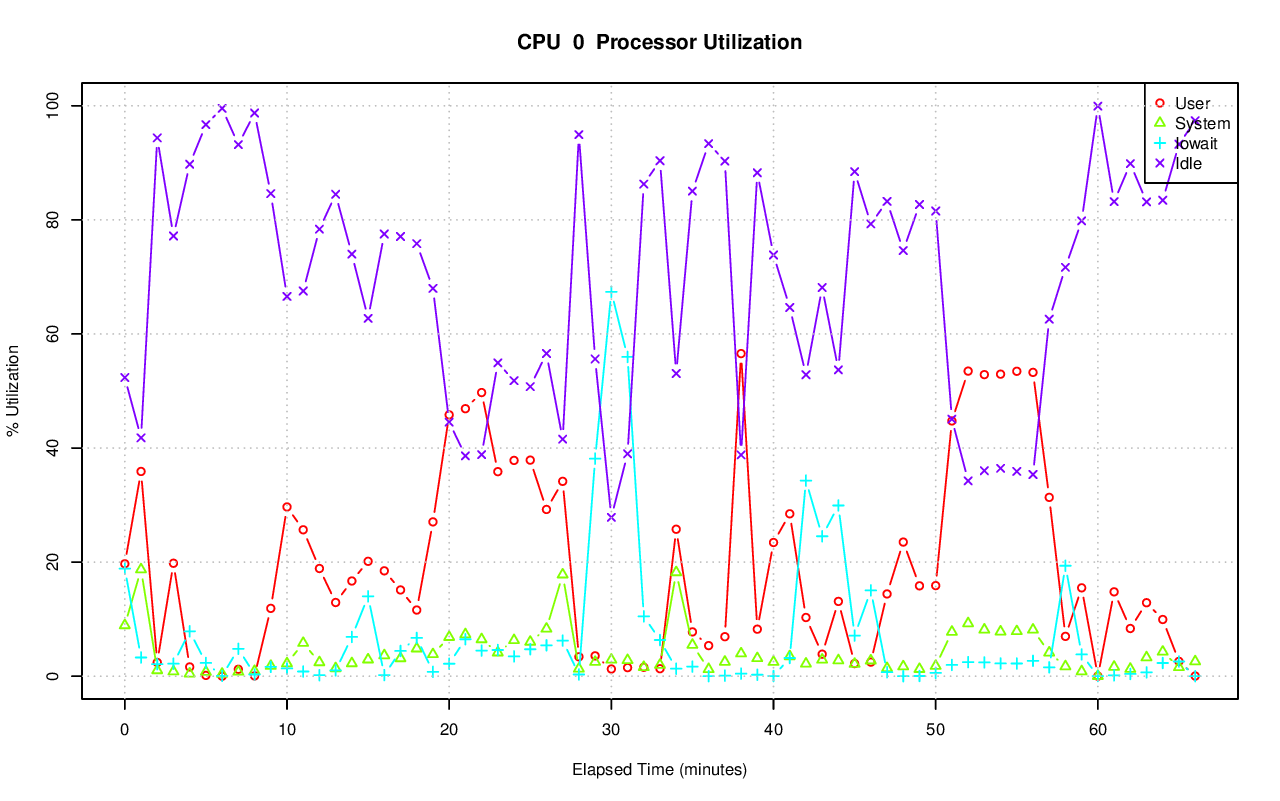 CPU  0  Processor Utilization
100
80
60
40
20
0
% Utilization
User
System
Iowait
Idle
0 10 20 30 40 50 60
Elapsed Time (minutes)